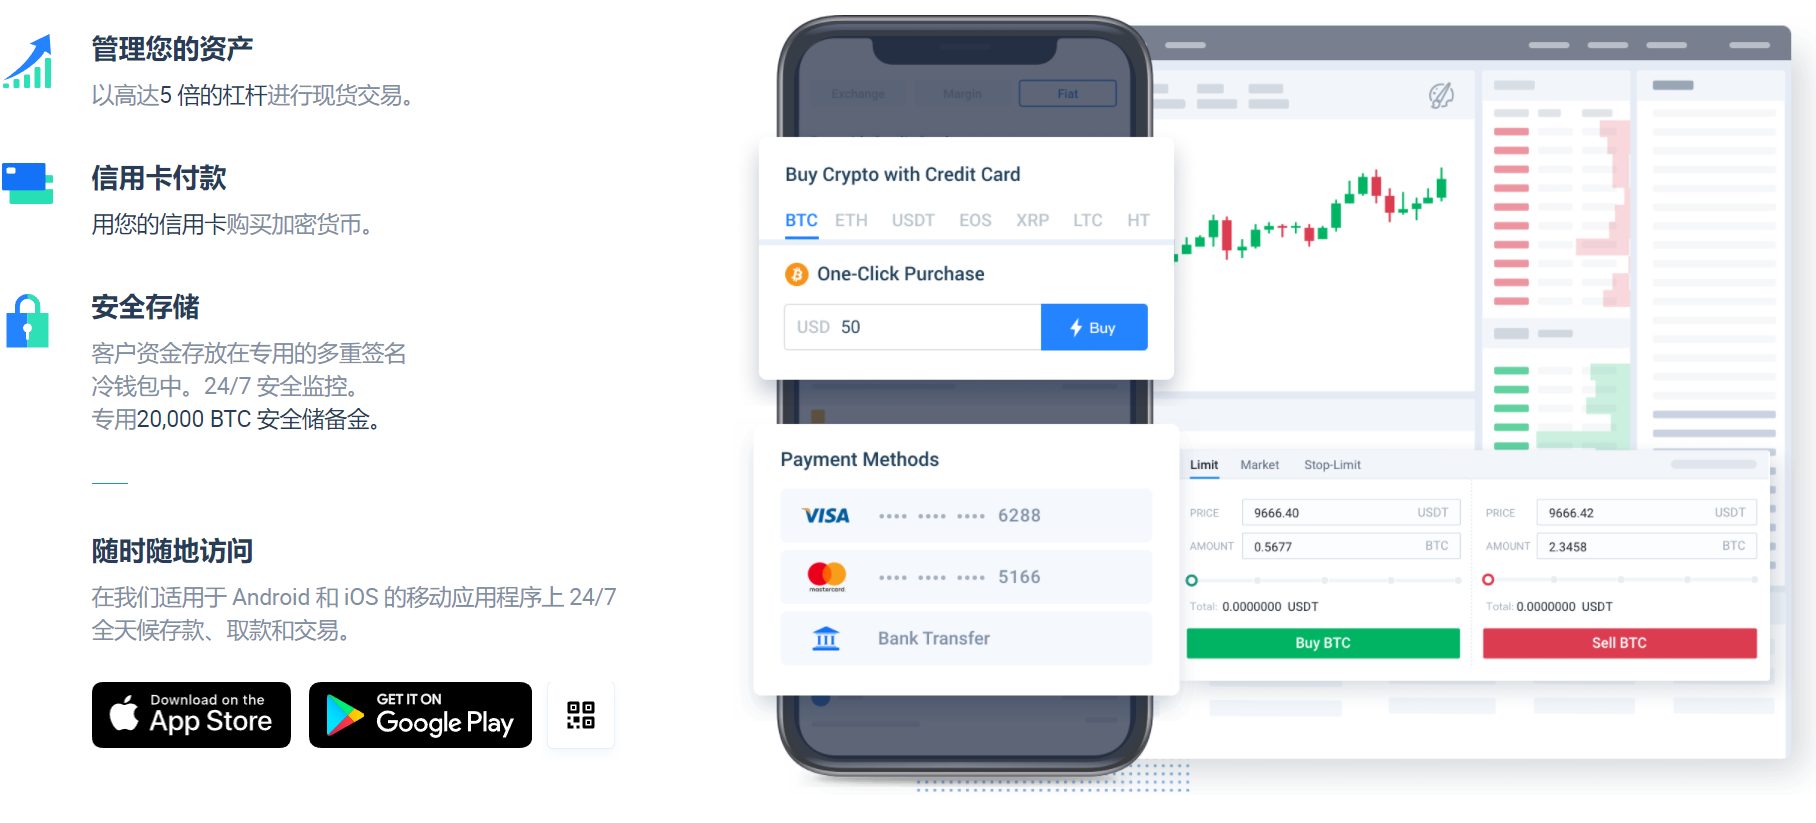 管理您的资产
以高达5 倍的杠杆进行现货交易。
信用卡付款
用您的信用卡购买加密货币。
安全存储
客户资金存放在专用的多重签名
冷钱包中。24/7 安全监控。
专用20,000 BTC 安全储备金。
随时随地访问
在我们适用于 Android 和 iOS 的移动应用程序上 24/7
全天候存款、取款和交易。
Download on the
App Store
GET IT ON
Google Play
Exchange Margin Fiat
Buy Crypto with Credit Card
BTC ETH USDT EOS XRP LTC HT
One-Click Purchase
USD 50 Buy
Payment Methods
VISA •••• •••• •••• 6288
mastercard. •••• •••• •••• 5166
Bank Transfer
Limit Market Stop-Limit
PRICE 9666.40 USDT PRICE 9666.42 USDT
AMOUNT 0.5677 BTC AMOUNT 2.3458 BTC
Total: 0.0000000 USDT Total: 0.0000000 USDT
Buy BTC Sell BTC